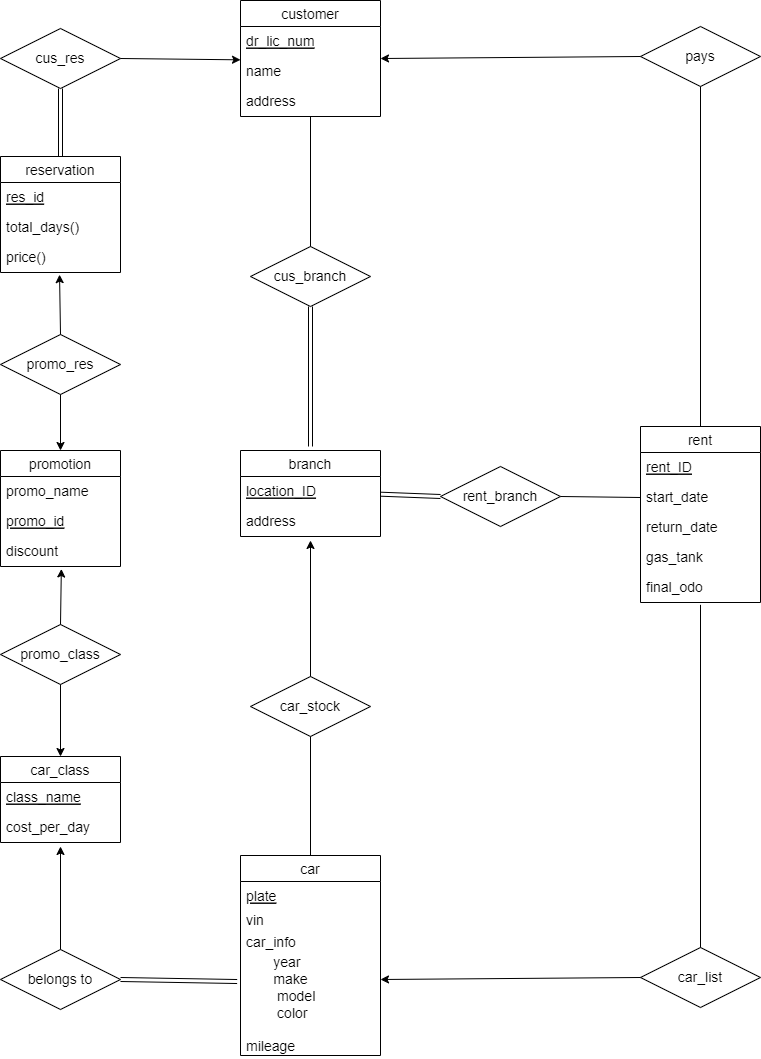 customer
dr_lic_num
name
address
cus_res
pays
reservation
res_id
total_days()
price()
cus_branch
promo_res
promotion
promo_name
promo_id
discount
branch
location_ID
address
rent_branch
rent
rent_ID
start_date
return_date
gas_tank
final_odo
promo_class
car_stock
car_class
class_name
cost_per_day
car
plate
vin
car_info
year
make
model
color
mileage
belongs to
car_list